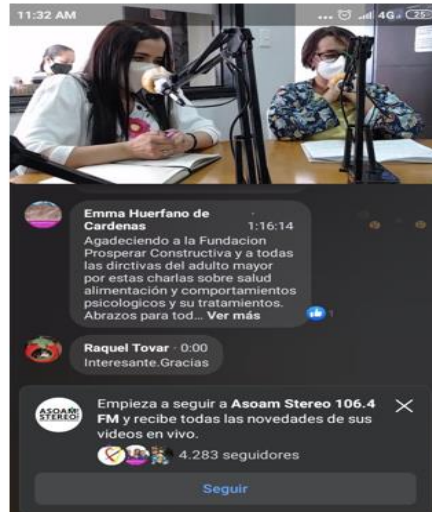 11:32 AM
... 4G 25
Emma Huerfano de
Cardenas 1:16:14
Agadeciendo a la Fundacion
Prosperar Constructiva y a todas
las dirctivas del adulto mayor
por estas charlas sobre salud
alimentación y comportamientos
psicologicos y su tratamientos.
Abrazos para tod... Ver más
1
Raquel Tovar · 0:00
Interesante.Gracias
ASOAM
STEREO
Empieza a seguir a Asoam Stereo 106.4
FM y recibe todas las novedades de sus
videos en vivo.
4.283 seguidores
Seguir